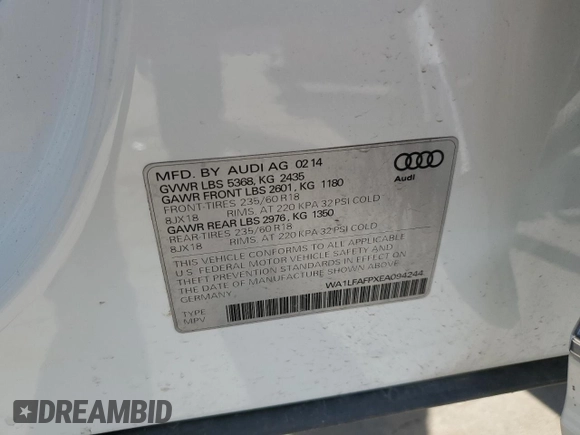 MFD. BY AUDI AG 02 14
GVWR LBS 5368, KG 2435
GAWR FRONT LBS 2601, KG 1180
FRONT-TIRES 235/60 R18
8JX18 RIMS, AT 220 KPA 32 PSI COLD
GAWR REAR LBS 2976, KG 1350
REAR-TIRES 235/60 R18
8JX18 RIMS, AT 220 KPA 32 PSI COLD
THIS VEHICLE CONFORMS TO ALL APPLICABLE
U.S. FEDERAL MOTOR VEHICLE SAFETY AND
THEFT PREVENTION STANDARDS IN EFFECT ON
THE DATE OF MANUFACTURE SHOWN ABOVE
GERMANY
WA1LFAFPXEA094244
TYPE:
MPV
Audi
DREAMBID